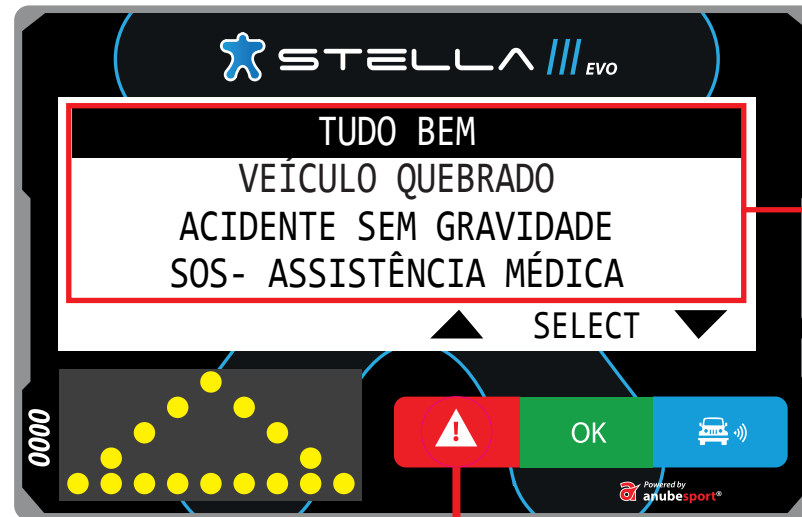 STELLA III EVO
TUDO BEM
VEÍCULO QUEBRADO
ACIDENTE SEM GRAVIDADE
SOS- ASSISTÊNCIA MÉDICA
SELECT
0000
!
OK
Powered by
anubesport®